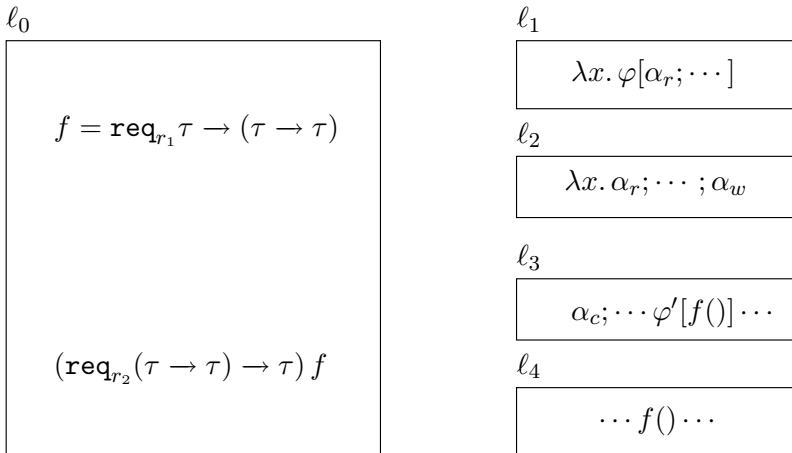 ℓ₀
f = req_{r₁} τ → (τ → τ)
(req_{r₂}(τ → τ) → τ) f
ℓ₁
λx. φ[α_r; ⋯ ]
ℓ₂
λx. α_r; ⋯ ; α_w
ℓ₃
α_c; ⋯ φ′[f()] ⋯
ℓ₄
⋯ f() ⋯